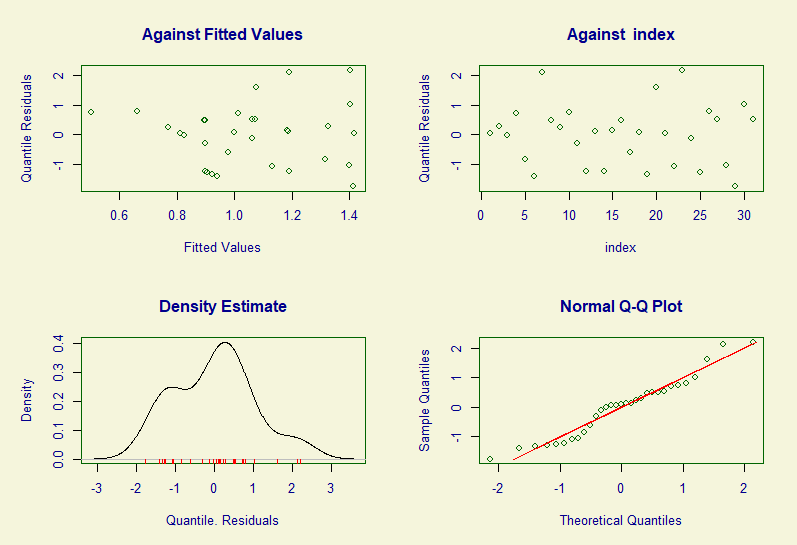 Against Fitted Values
Quantile Residuals
-1 0 1 2
0.6 0.8 1.0 1.2 1.4
Fitted Values
Against index
Quantile Residuals
-1 0 1 2
0 5 10 15 20 25 30
index
Density Estimate
Density
0.0 0.1 0.2 0.3 0.4
-3 -2 -1 0 1 2 3
Quantile. Residuals
Normal Q-Q Plot
Sample Quantiles
-1 0 1 2
-2 -1 0 1 2
Theoretical Quantiles